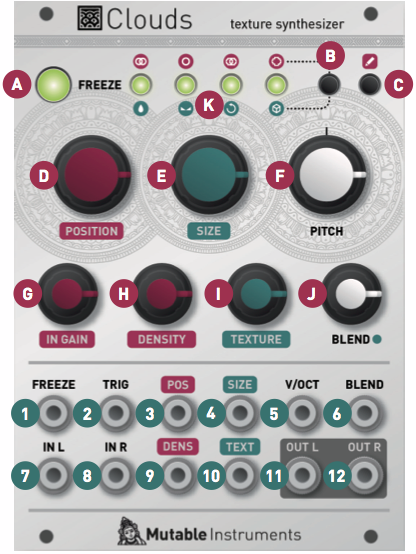 Clouds texture synthesizer
B
A FREEZE C
K
D E F
POSITION SIZE PITCH
G H I J
IN GAIN DENSITY TEXTURE BLEND
FREEZE TRIG POS SIZE V/OCT BLEND
1 2 3 4 5 6
IN L IN R DENS TEXT OUT L OUT R
7 8 9 10 11 12
Mutable Instruments